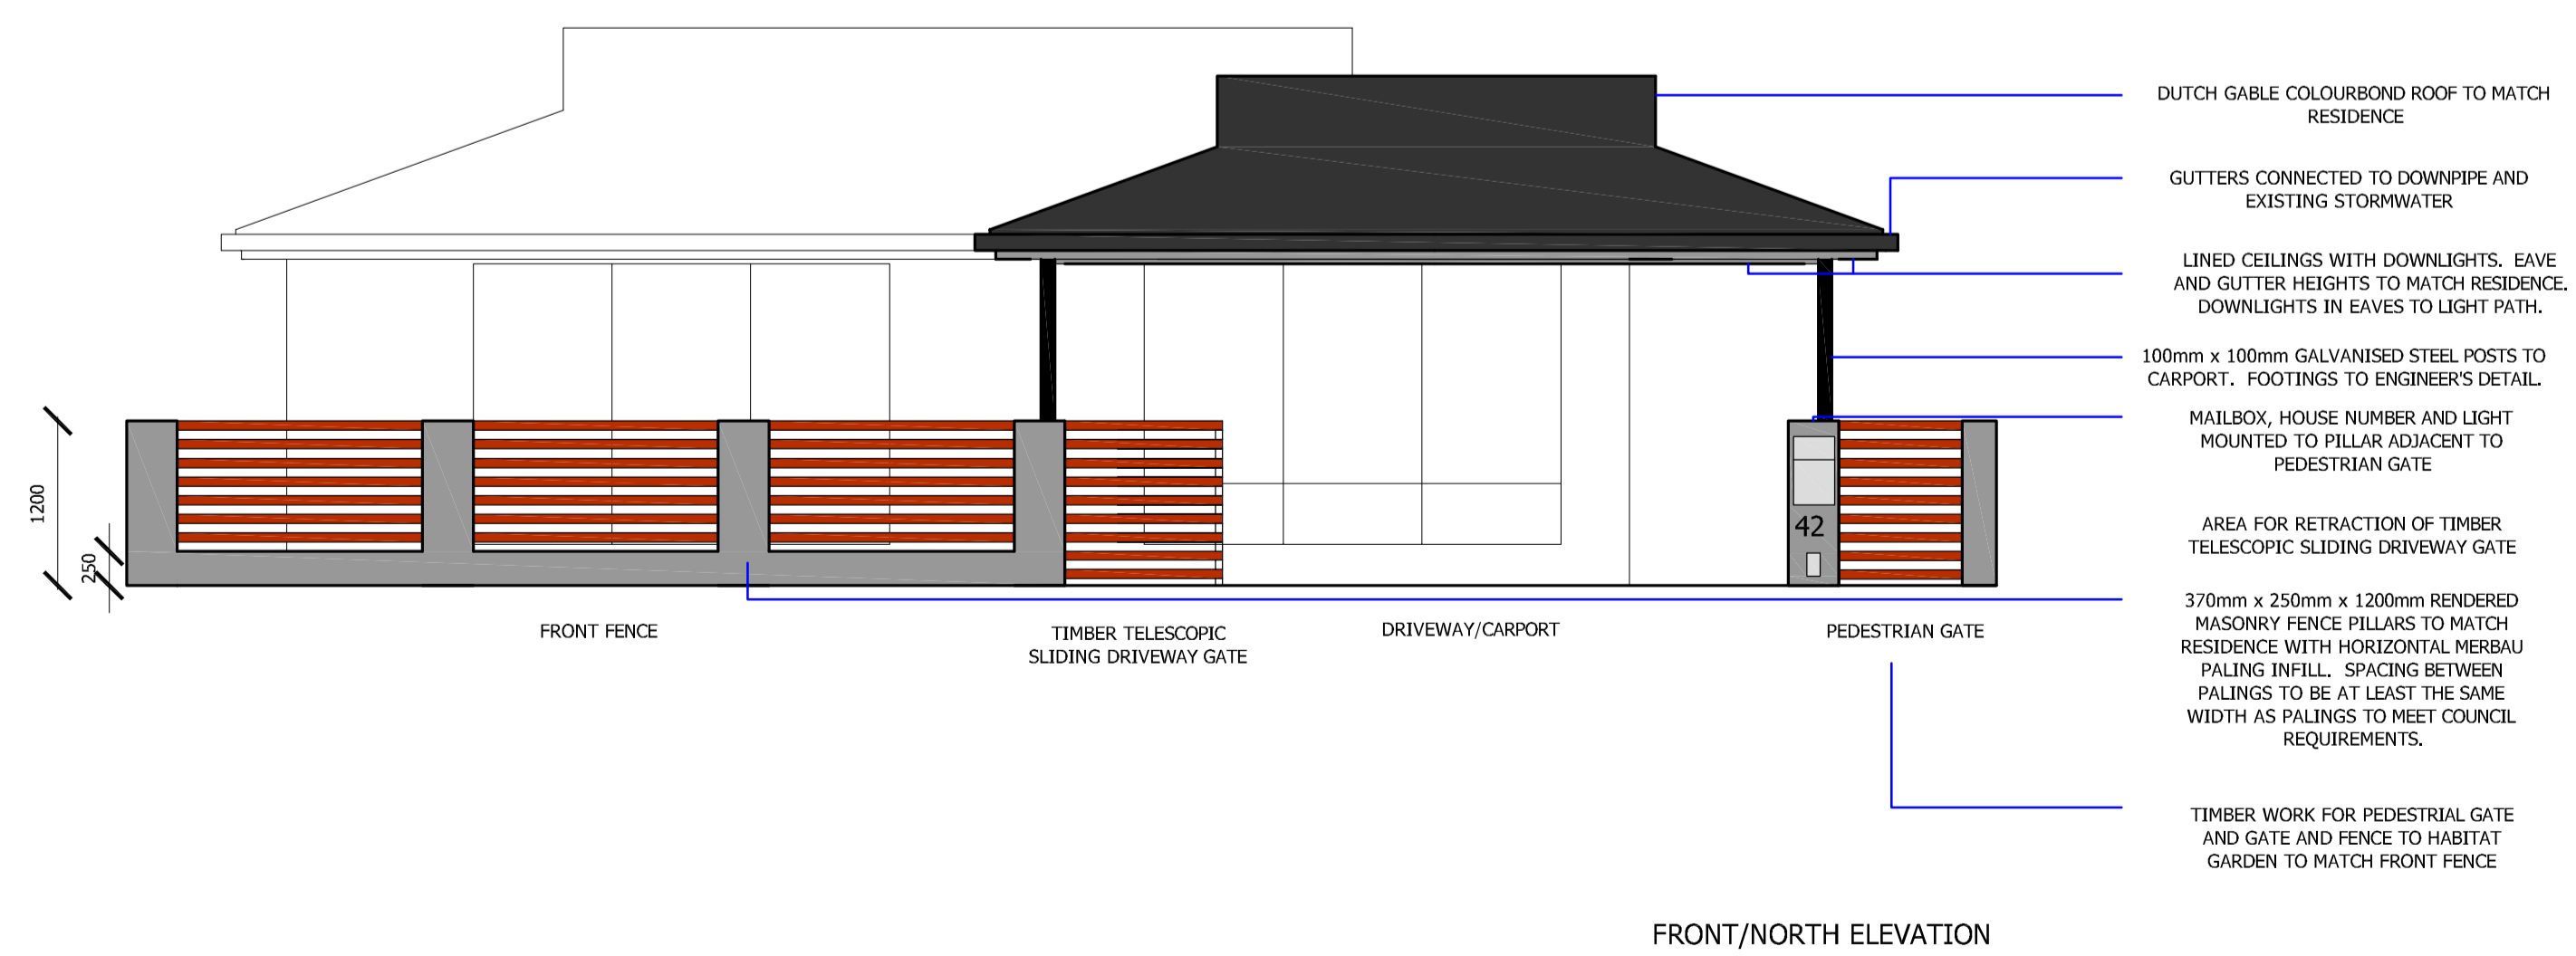 DUTCH GABLE COLOURBOND ROOF TO MATCH
RESIDENCE
GUTTERS CONNECTED TO DOWNPIPE AND
EXISTING STORMWATER
LINED CEILINGS WITH DOWNLIGHTS. EAVE
AND GUTTER HEIGHTS TO MATCH RESIDENCE.
DOWNLIGHTS IN EAVES TO LIGHT PATH.
100mm x 100mm GALVANISED STEEL POSTS TO
CARPORT. FOOTINGS TO ENGINEER'S DETAIL.
MAILBOX, HOUSE NUMBER AND LIGHT
MOUNTED TO PILLAR ADJACENT TO
PEDESTRIAN GATE
AREA FOR RETRACTION OF TIMBER
TELESCOPIC SLIDING DRIVEWAY GATE
370mm x 250mm x 1200mm RENDERED
MASONRY FENCE PILLARS TO MATCH
RESIDENCE WITH HORIZONTAL MERBAU
PALING INFILL. SPACING BETWEEN
PALINGS TO BE AT LEAST THE SAME
WIDTH AS PALINGS TO MEET COUNCIL
REQUIREMENTS.
TIMBER WORK FOR PEDESTRIAL GATE
AND GATE AND FENCE TO HABITAT
GARDEN TO MATCH FRONT FENCE
1200
250
42
FRONT FENCE
TIMBER TELESCOPIC
SLIDING DRIVEWAY GATE
DRIVEWAY/CARPORT
PEDESTRIAN GATE
FRONT/NORTH ELEVATION